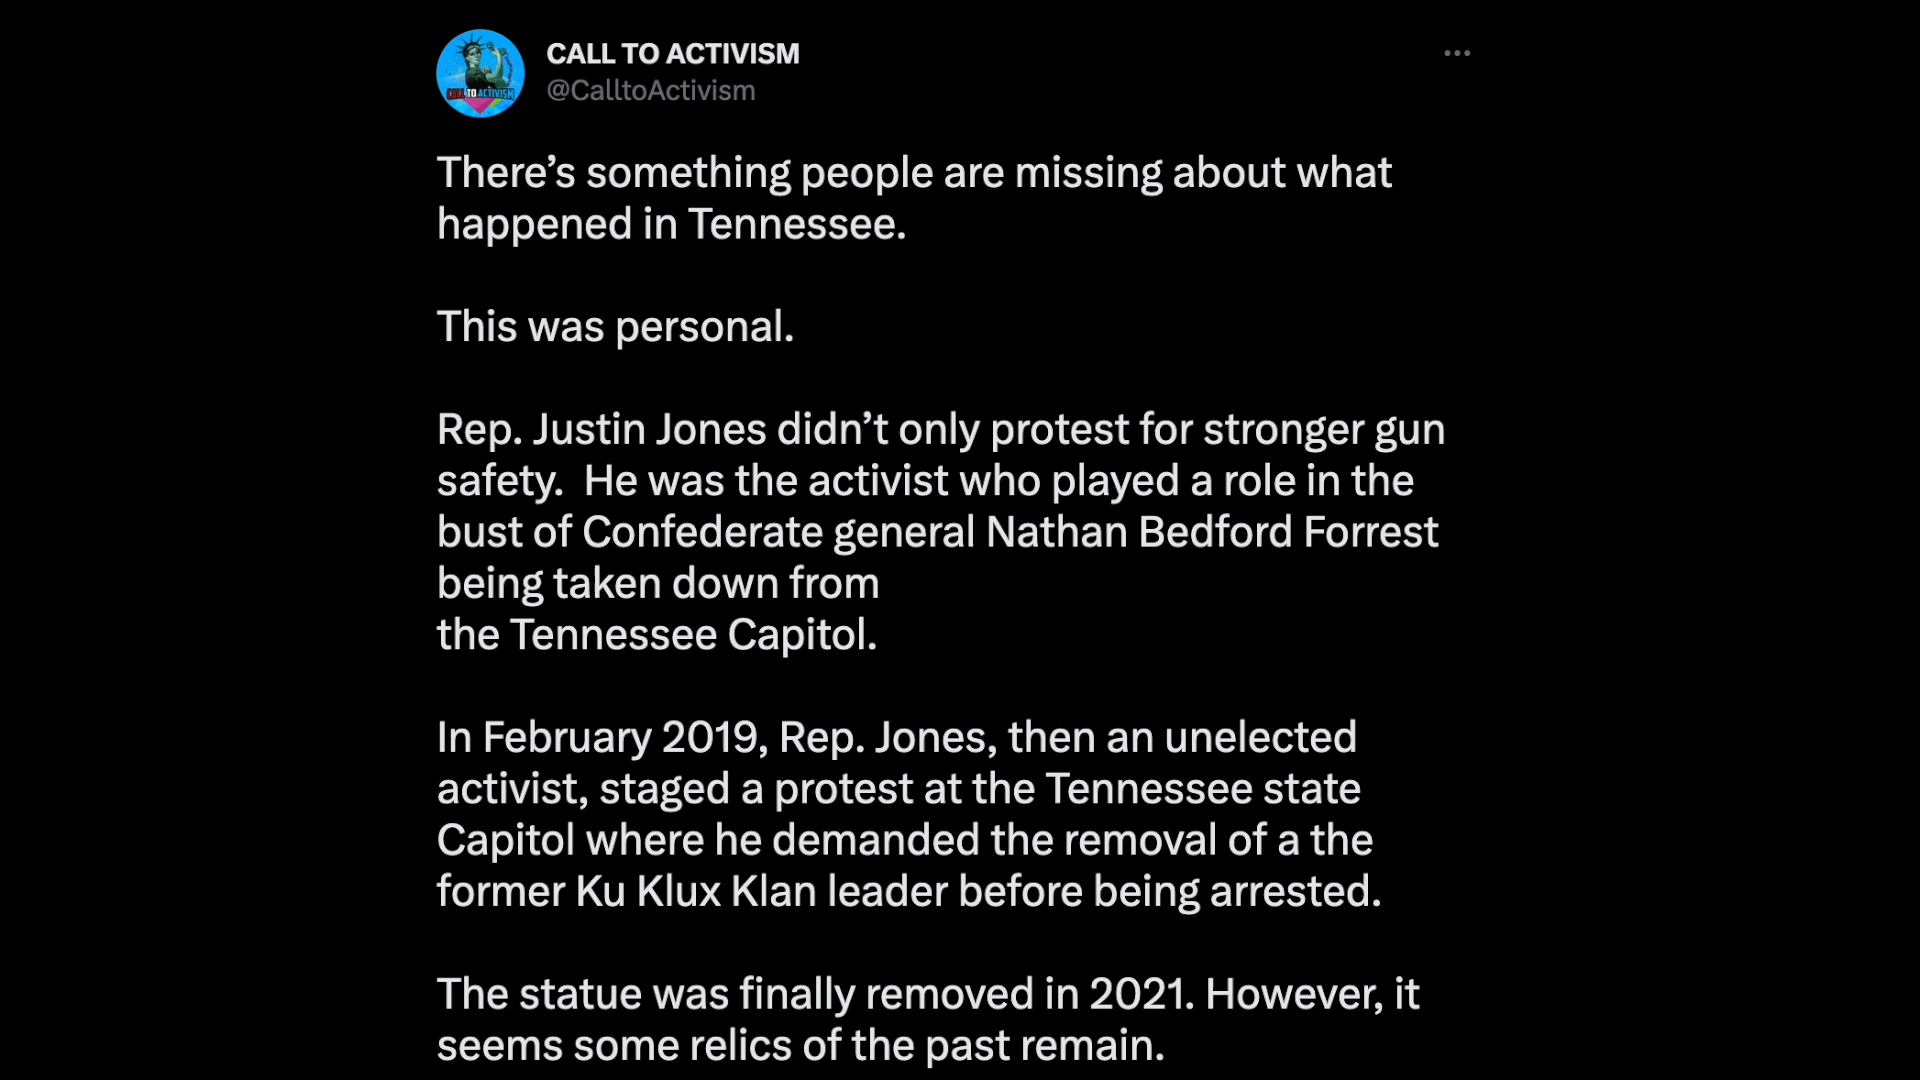 CALL TO ACTIVISM
@CalltoActivism
CALL TO ACTIVISM
There’s something people are missing about what
happened in Tennessee.
This was personal.
Rep. Justin Jones didn’t only protest for stronger gun
safety.  He was the activist who played a role in the
bust of Confederate general Nathan Bedford Forrest
being taken down from
the Tennessee Capitol.
In February 2019, Rep. Jones, then an unelected
activist, staged a protest at the Tennessee state
Capitol where he demanded the removal of a the
former Ku Klux Klan leader before being arrested.
The statue was finally removed in 2021. However, it
seems some relics of the past remain.